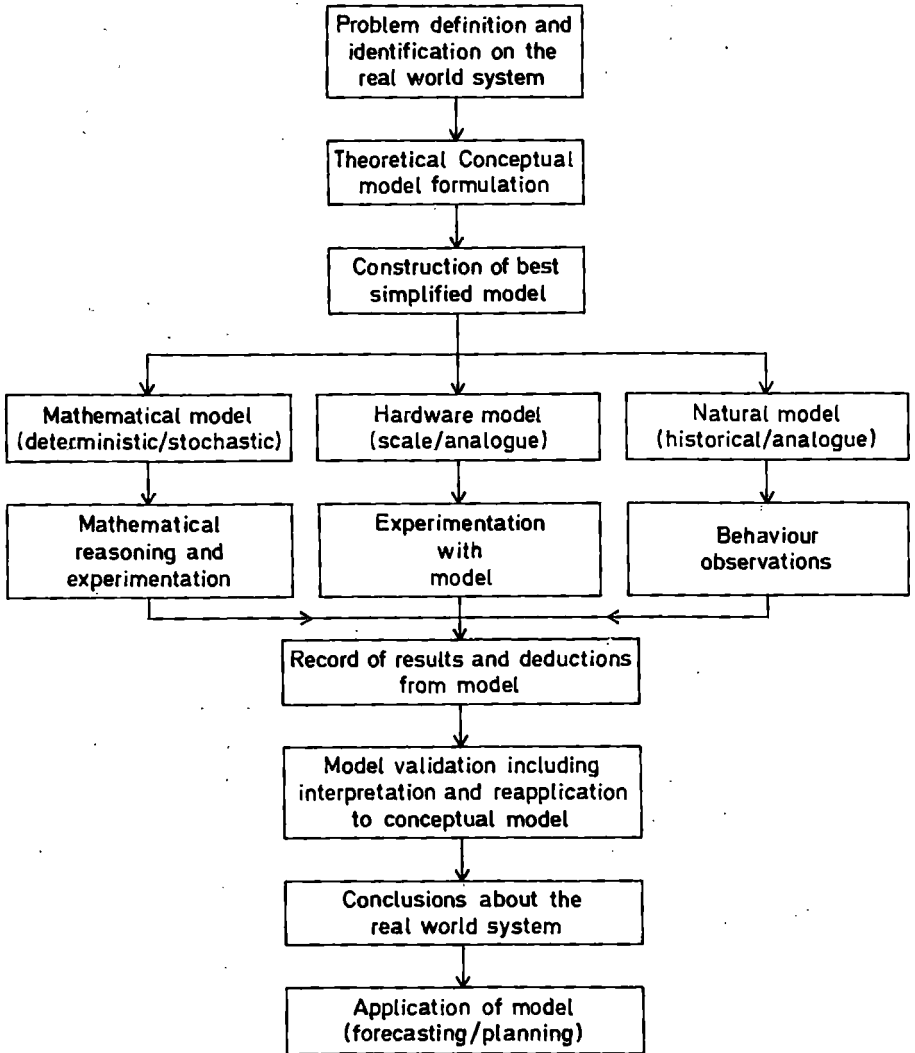 Problem definition and
identification on the
real world system
Theoretical Conceptual
model formulation
Construction of best
simplified model
Mathematical model
(deterministic/stochastic)
Hardware model
(scale/analogue)
Natural model
(historical/analogue)
Mathematical
reasoning and
experimentation
Experimentation
with
model
Behaviour
observations
Record of results and deductions
from model
Model validation including
interpretation and reapplication
to conceptual model
Conclusions about the
real world system
Application of model
(forecasting/planning)